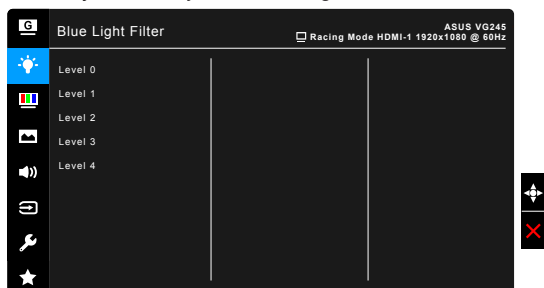 G
Blue Light Filter
ASUS VG245
Racing Mode HDMI-1 1920x1080 @ 60Hz
Level 0
Level 1
Level 2
Level 3
Level 4